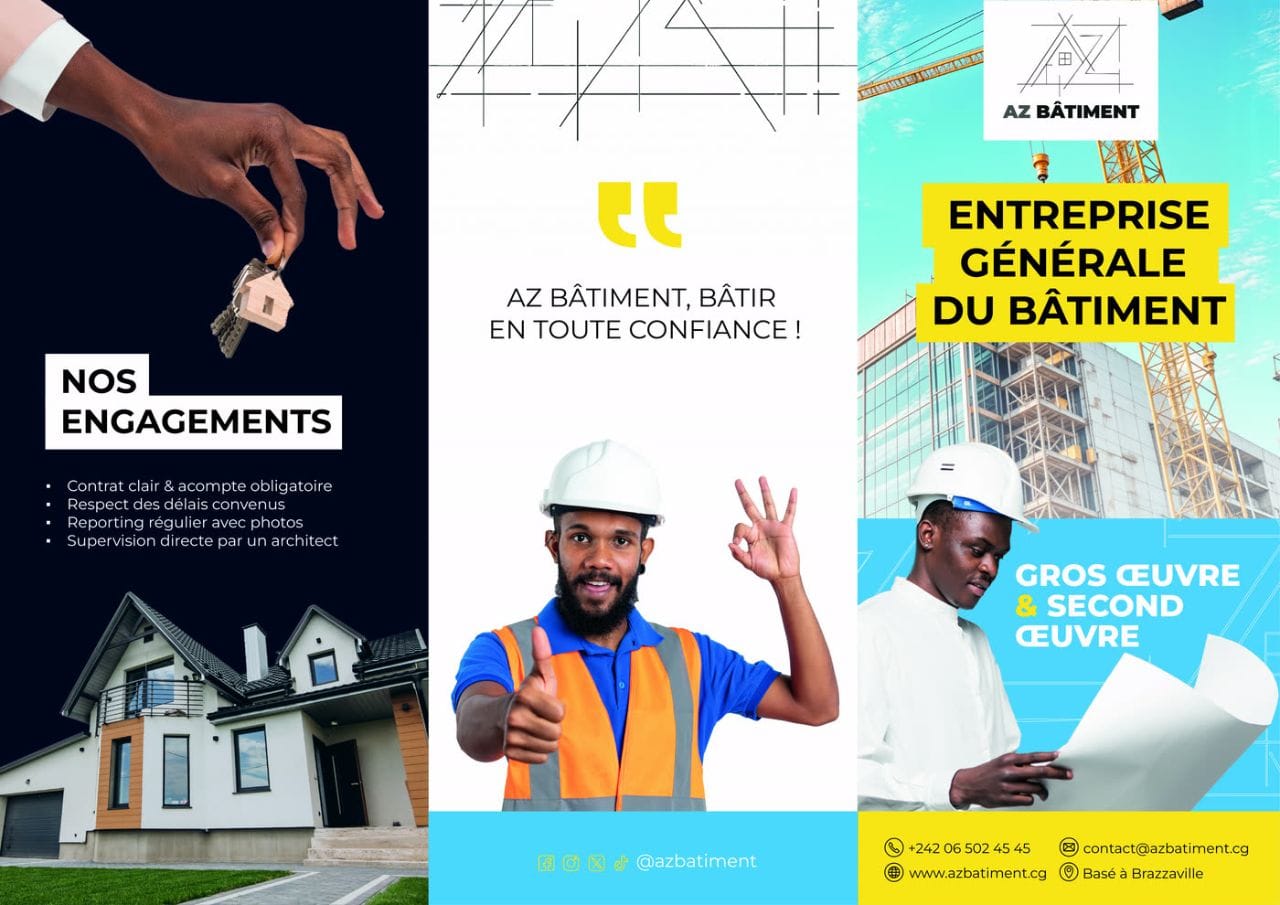 NOS
ENGAGEMENTS
▪ Contrat clair & acompte obligatoire
▪ Respect des délais convenus
▪ Reporting régulier avec photos
▪ Supervision directe par un architect
AZ BÂTIMENT, BÂTIR
EN TOUTE CONFIANCE !
@azbatiment
AZ
AZ BÂTIMENT
ENTREPRISE
GÉNÉRALE
DU BÂTIMENT
GROS ŒUVRE
& SECOND
ŒUVRE
+242 06 502 45 45
contact@azbatiment.cg
www.azbatiment.cg
Basé à Brazzaville